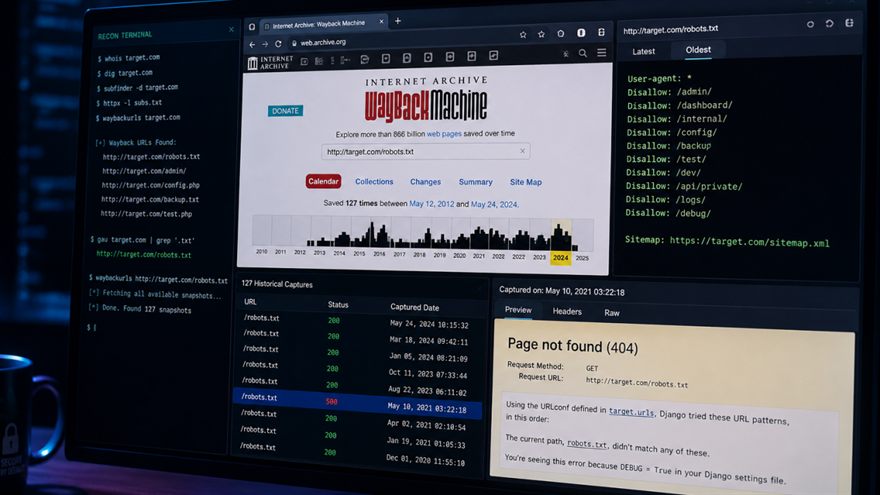 RECON TERMINAL
$ whois target.com
$ dig target.com
$ subfinder -d target.com
$ httpx -l subs.txt
$ waybackurls target.com
[+] Wayback URLs Found:
http://target.com/robots.txt
http://target.com/admin/
http://target.com/config.php
http://target.com/backup.txt
http://target.com/test.php
$ gau target.com | grep '.txt'
http://target.com/robots.txt
$ waybackurls http://target.com/robots.txt
[*] Fetching all available snapshots...
[*] Done. Found 127 snapshots
$
Internet Archive: Wayback Machine
web.archive.org
INTERNET ARCHIVE
INTERNET ARCHIVE
WayBackMachine
DONATE
Explore more than 866 billion web pages saved over time
http://target.com/robots.txt
Calendar Collections Changes Summary Site Map
Saved 127 times between May 12, 2012 and May 24, 2024.
2010 2011 2012 2013 2014 2015 2016 2017 2018 2019 2020 2021 2022 2023 2024 2025
http://target.com/robots.txt
Latest Oldest
User-agent: *
Disallow: /admin/
Disallow: /dashboard/
Disallow: /internal/
Disallow: /config/
Disallow: /backup/
Disallow: /test/
Disallow: /dev/
Disallow: /api/private/
Disallow: /logs/
Disallow: /debug/
Sitemap: https://target.com/sitemap.xml
127 Historical Captures
URL Status Captured Date
/robots.txt 200 May 24, 2024 10:15:32
/robots.txt 200 Mar 18, 2024 09:42:11
/robots.txt 200 Jan 05, 2024 08:21:09
/robots.txt 200 Oct 11, 2023 07:33:44
/robots.txt 200 Aug 22, 2023 06:11:02
/robots.txt 500 May 10, 2021 03:22:18
/robots.txt 200 Apr 02, 2021 02:10:54
/robots.txt 200 Jan 19, 2021 01:05:33
/robots.txt 200 Dec 01, 2020 11:55:10
Captured on: May 10, 2021 03:22:18
Preview Headers Raw
Page not found (404)
Request Method: GET
Request URL: http://target.com/robots.txt
Using the URLconf defined in target.urls, Django tried these URL patterns,
in this order:
The current path, robots.txt, didn't match any of these.
You're seeing this error because DEBUG = True in your Django settings file.